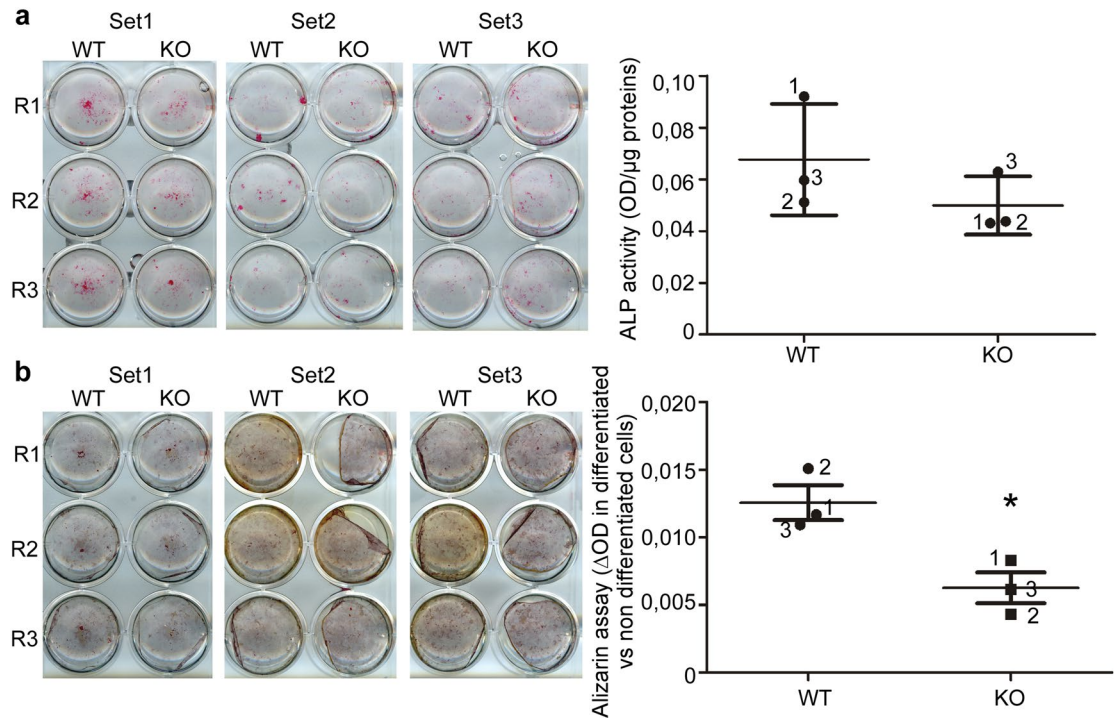 a
Set1 Set2 Set3
WT KO WT KO WT KO
R1
R2
R3
ALP activity (OD/µg proteins)
0,10
0,08
0,06
0,04
0,02
0
1
3
2
3
1 2
WT KO
b
Set1 Set2 Set3
WT KO WT KO WT KO
R1
R2
R3
Alizarin assay (ΔOD in differentiated
vs non differentiated cells)
0,020
0,015
0,010
0,005
0
2
1
3
*
1
3
2
WT KO